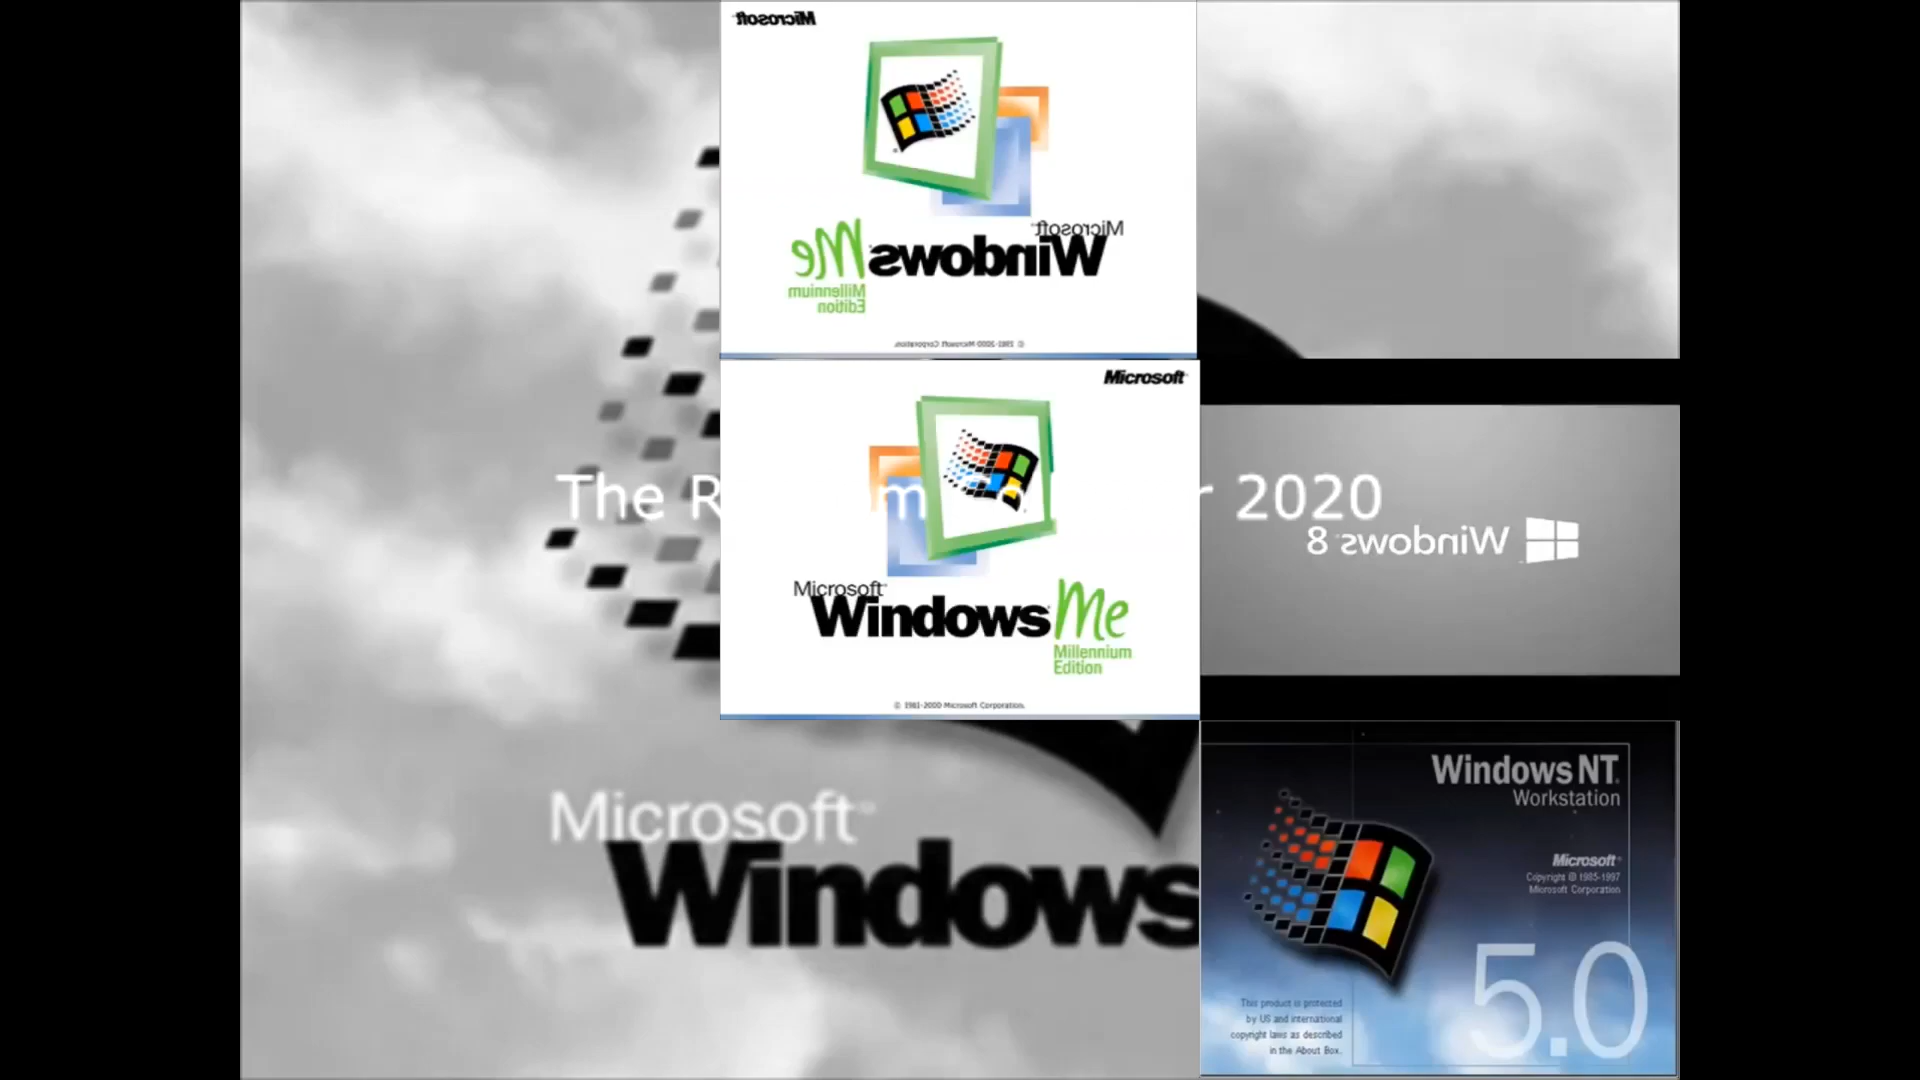 Microsoft
Microsoft
Windows Me
Millennium
Edition
© 1981-2000 Microsoft Corporation.
Microsoft
The R m r 2020
Windows 8
Microsoft
Windows Me
Millennium
Edition
© 1981-2000 Microsoft Corporation.
Microsoft
Windows
Windows NT
Workstation
Microsoft
Copyright © 1985-1997
Microsoft Corporation
5.0
This product is protected
by US and international
copyright laws as described
in the About Box.